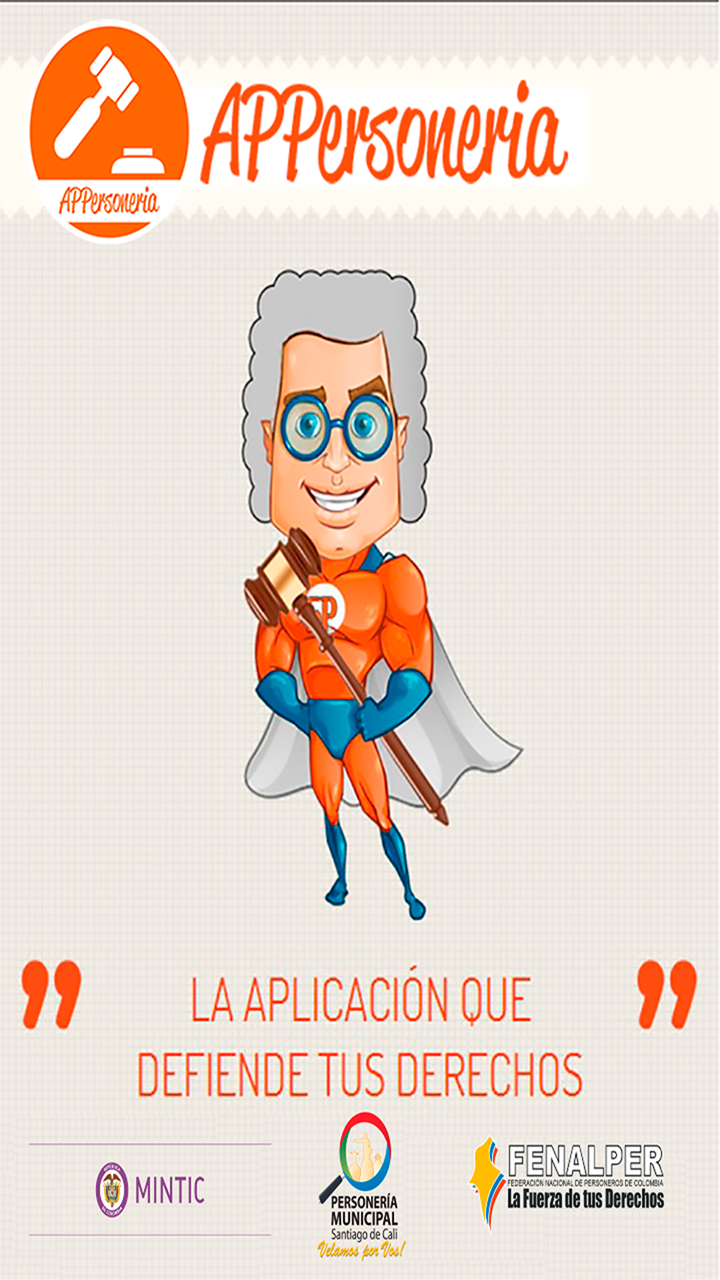 APPersoneria
APPersoneria
LA APLICACIÓN QUE
DEFIENDE TUS DERECHOS
MINTIC
PERSONERÍA
MUNICIPAL
Santiago de Cali
Velamos por Vos!
FENALPER
FEDERACIÓN NACIONAL DE PERSONEROS DE COLOMBIA
La Fuerza de tus Derechos